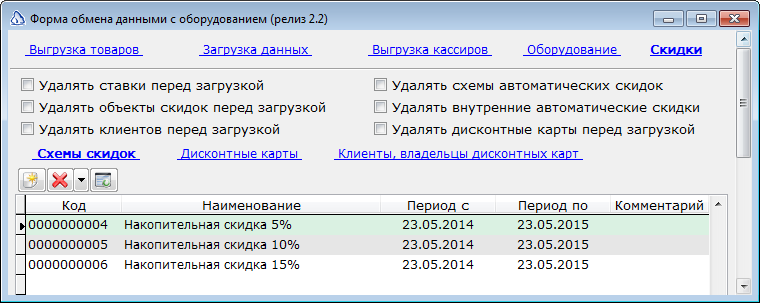 Форма обмена данными с оборудованием (релиз 2.2)
Выгрузка товаров Загрузка данных Выгрузка кассиров Оборудование Скидки
Удалять ставки перед загрузкой Удалять схемы автоматических скидок
Удалять объекты скидок перед загрузкой Удалять внутренние автоматические скидки
Удалять клиентов перед загрузкой Удалять дисконтные карты перед загрузкой
Схемы скидок Дисконтные карты Клиенты, владельцы дисконтных карт
Код Наименование Период с Период по Комментарий
0000000004 Накопительная скидка 5% 23.05.2014 23.05.2015
0000000005 Накопительная скидка 10% 23.05.2014 23.05.2015
0000000006 Накопительная скидка 15% 23.05.2014 23.05.2015